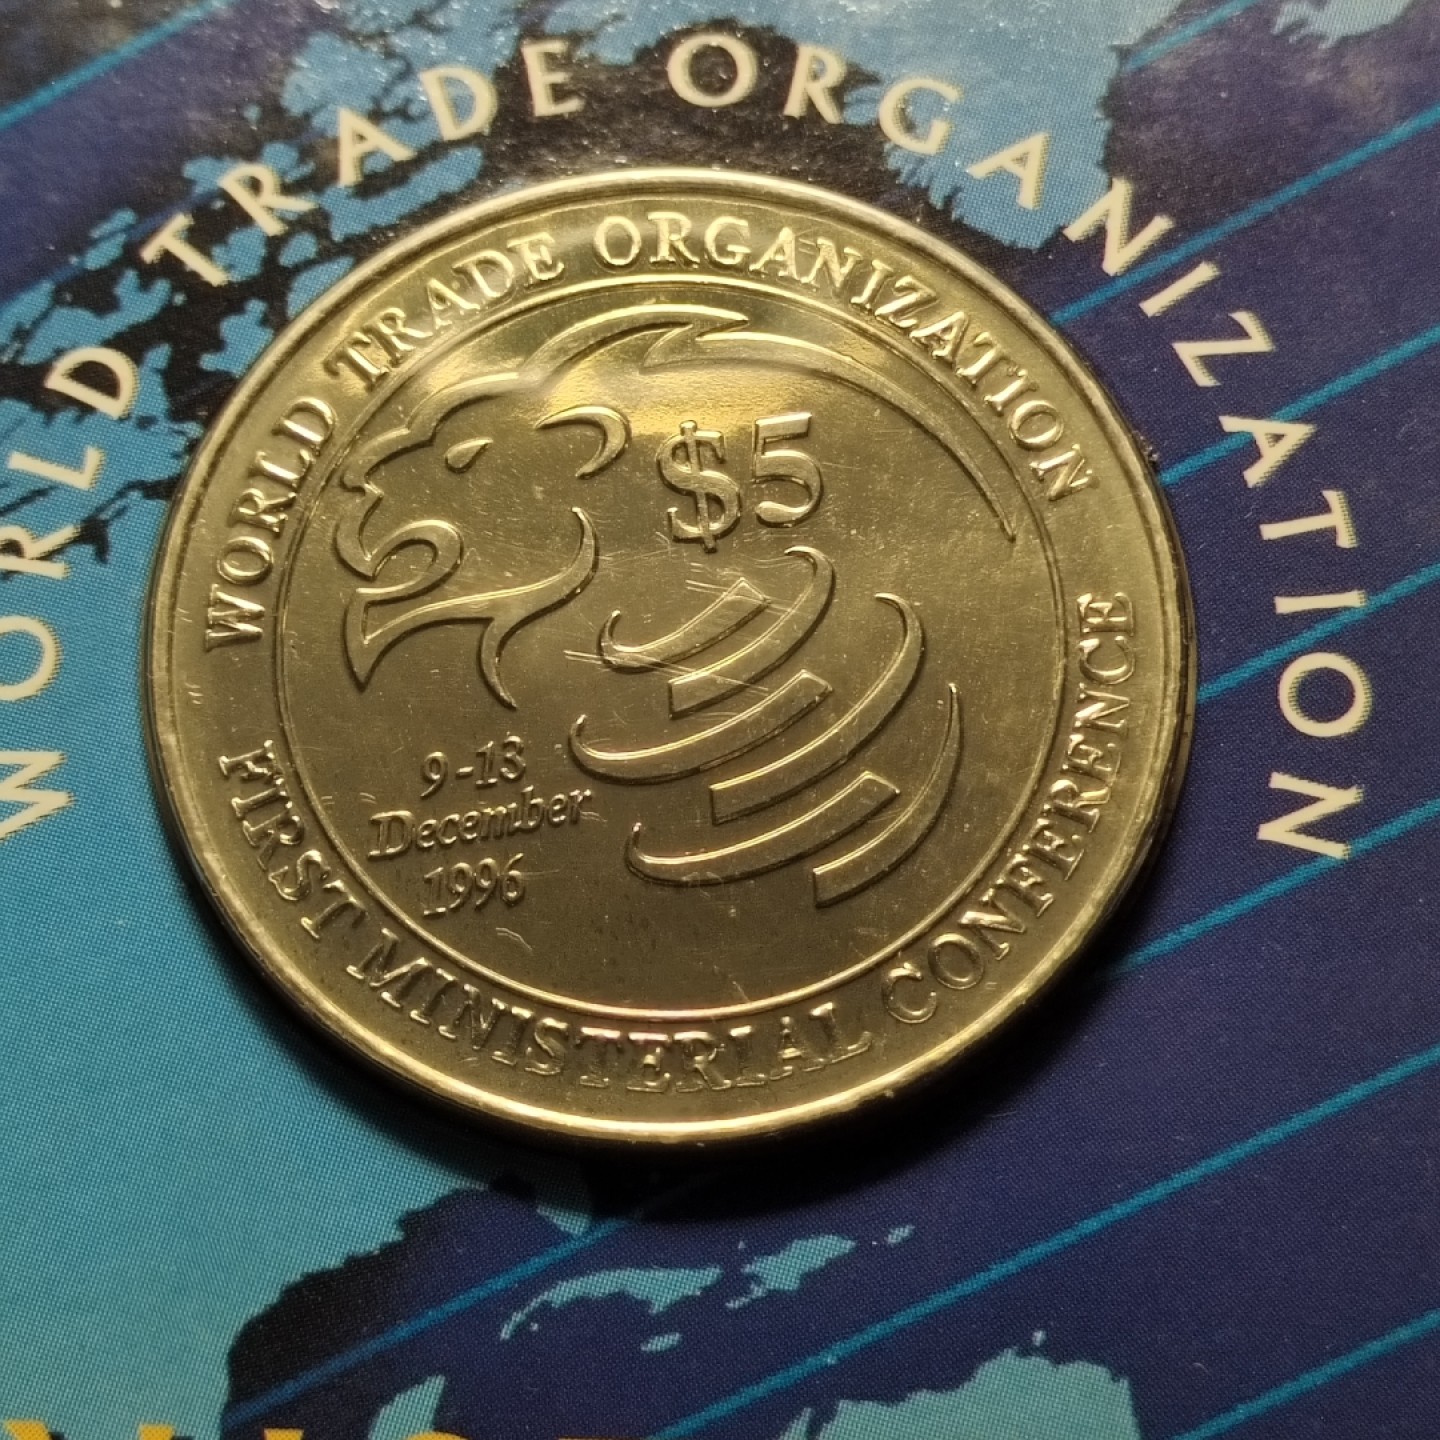 WORLD TRADE ORGANIZATION
WORLD TRADE ORGANIZATION
$5
9-13
December
1996
FIRST MINISTERIAL CONFERENCE